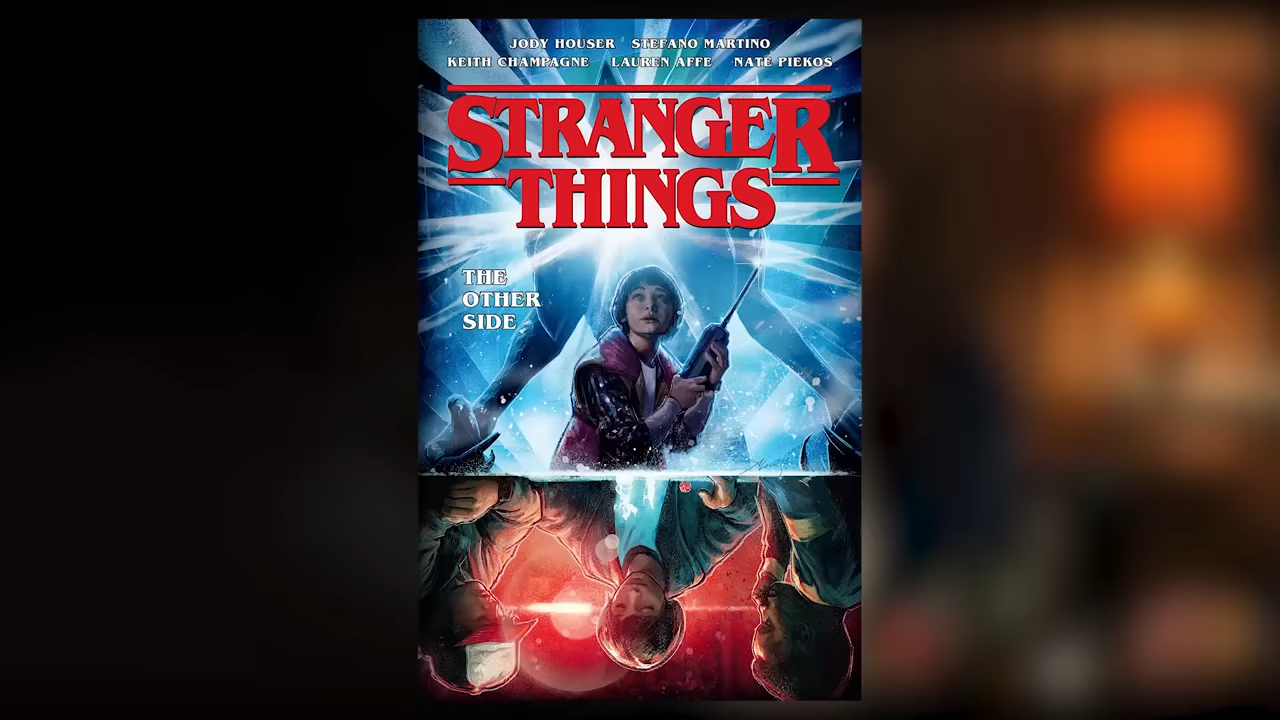 JODY HOUSER STEFANO MARTINO
KEITH CHAMPAGNE LAUREN AFFE NATE PIEKOS
STRANGER
THINGS
THE
OTHER
SIDE